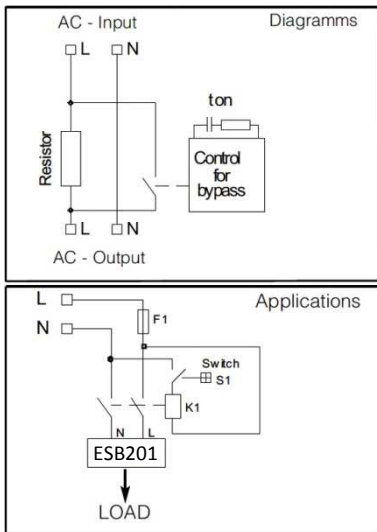 Diagramms
AC - Input
L N
ton
Resistor
Control
for
bypass
L N
AC - Output
Applications
L
N
F1
Switch
S1
K1
N L
ESB201
LOAD